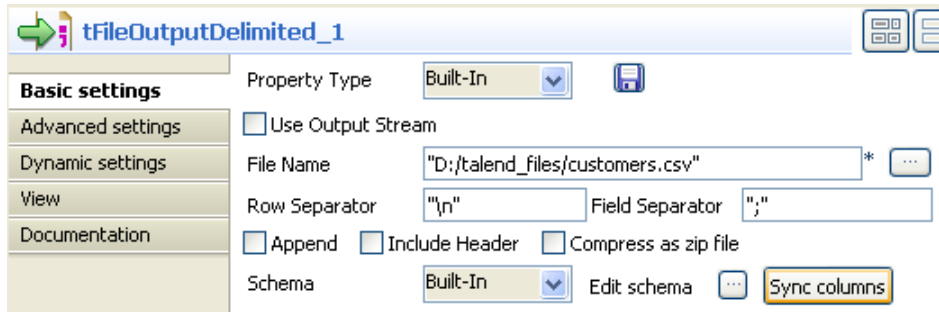 tFileOutputDelimited_1
Basic settings
Advanced settings
Dynamic settings
View
Documentation
Property Type Built-In
Use Output Stream
File Name "D:/talend_files/customers.csv" * ...
Row Separator "\n" Field Separator ";"
Append Include Header Compress as zip file
Schema Built-In Edit schema ... Sync columns